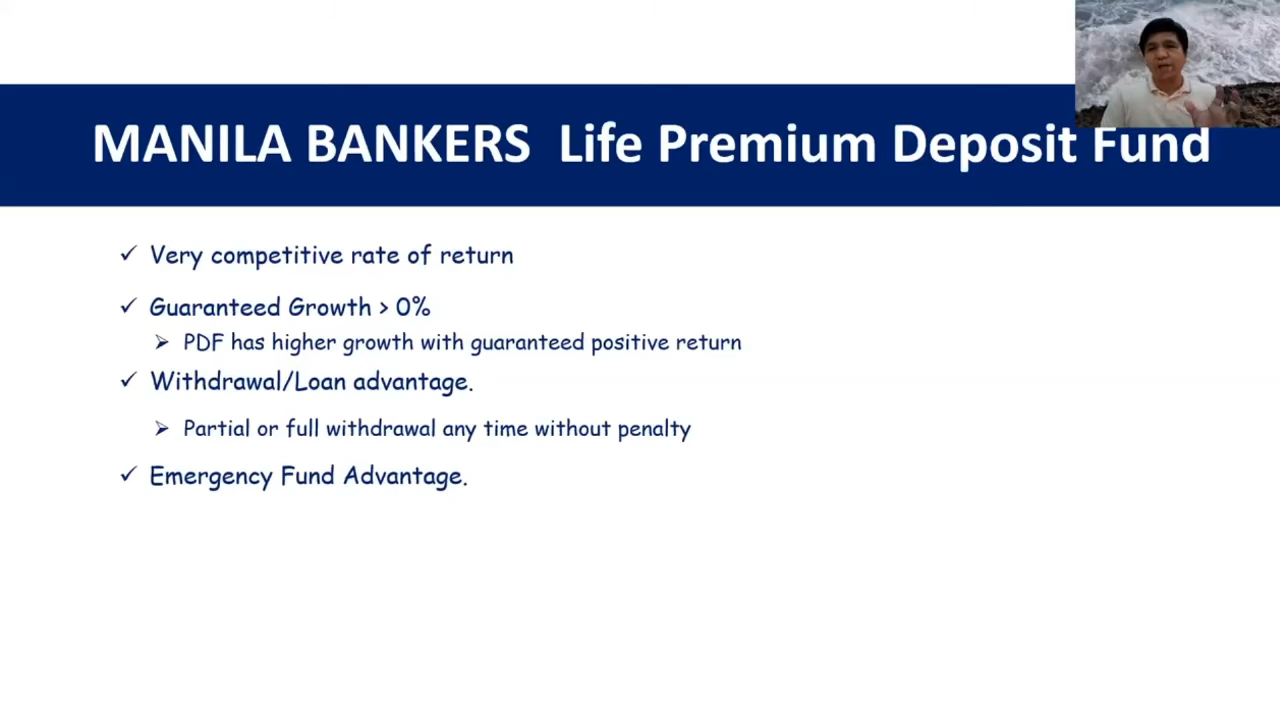 MANILA BANKERS  Life Premium Deposit Fund
✓ Very competitive rate of return
✓ Guaranteed Growth > 0%
➢ PDF has higher growth with guaranteed positive return
✓ Withdrawal/Loan advantage.
➢ Partial or full withdrawal any time without penalty
✓ Emergency Fund Advantage.